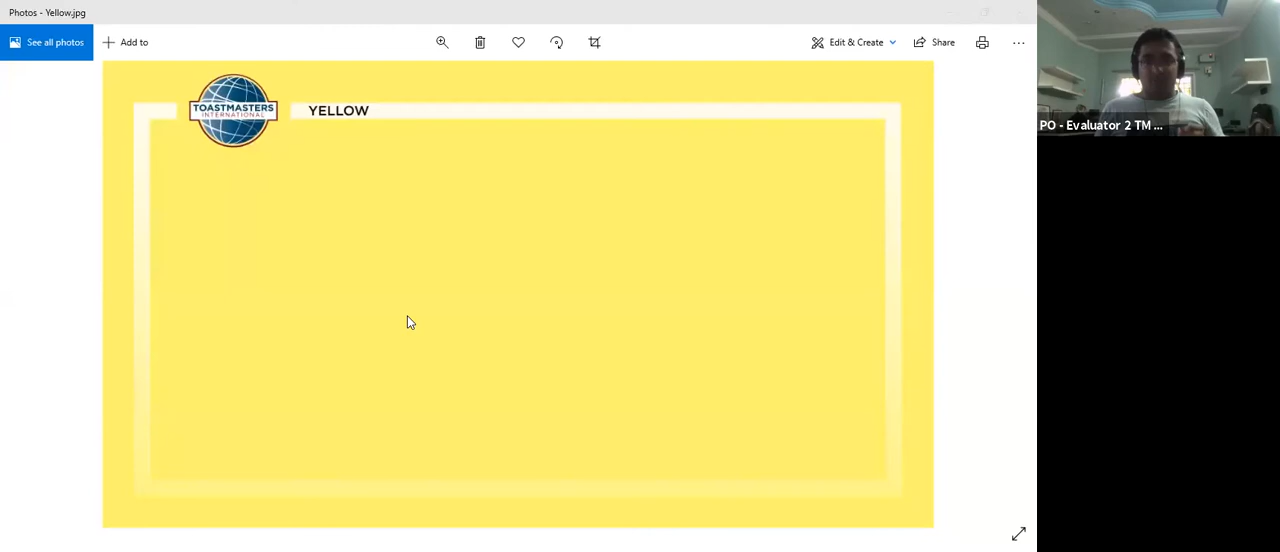 Photos - Yellow.jpg
See all photos
Add to
Edit & Create
Share
TOASTMASTERS
INTERNATIONAL
YELLOW
PO - Evaluator 2 TM ...